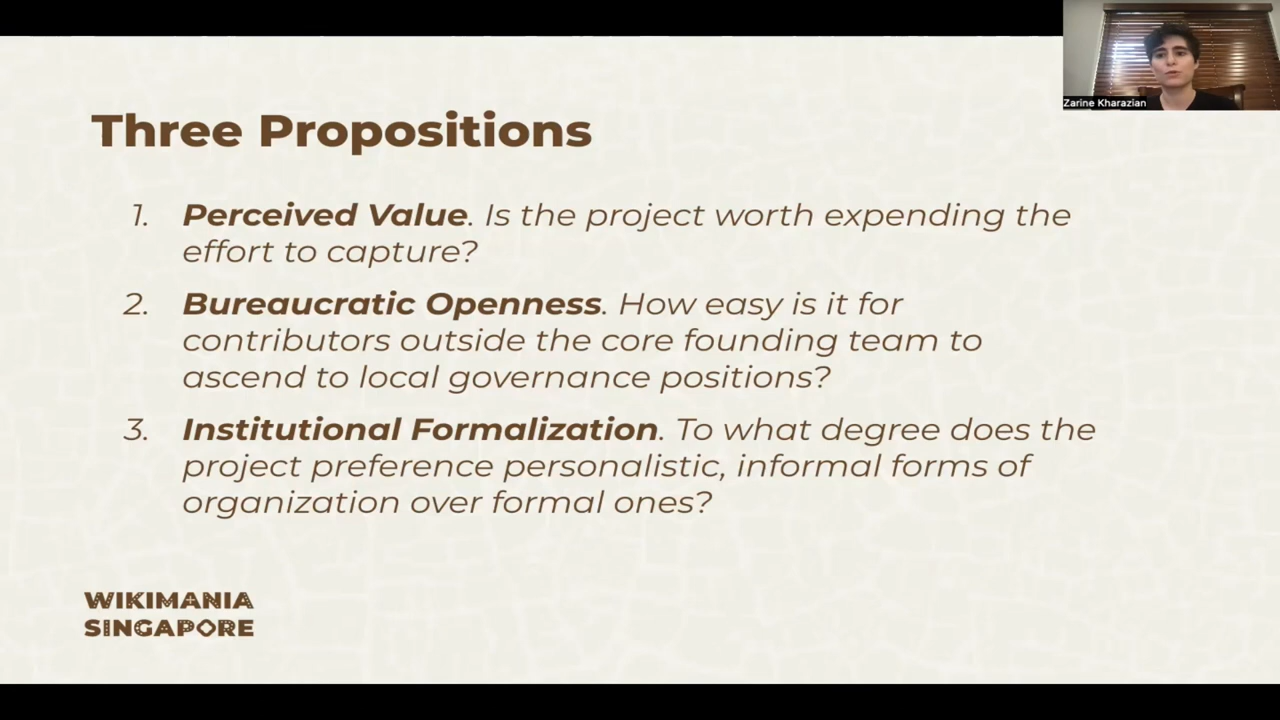 Zarine Kharazian
Three Propositions
1. Perceived Value. Is the project worth expending the
effort to capture?
2. Bureaucratic Openness. How easy is it for
contributors outside the core founding team to
ascend to local governance positions?
3. Institutional Formalization. To what degree does the
project preference personalistic, informal forms of
organization over formal ones?
WIKIMANIA
SINGAPORE